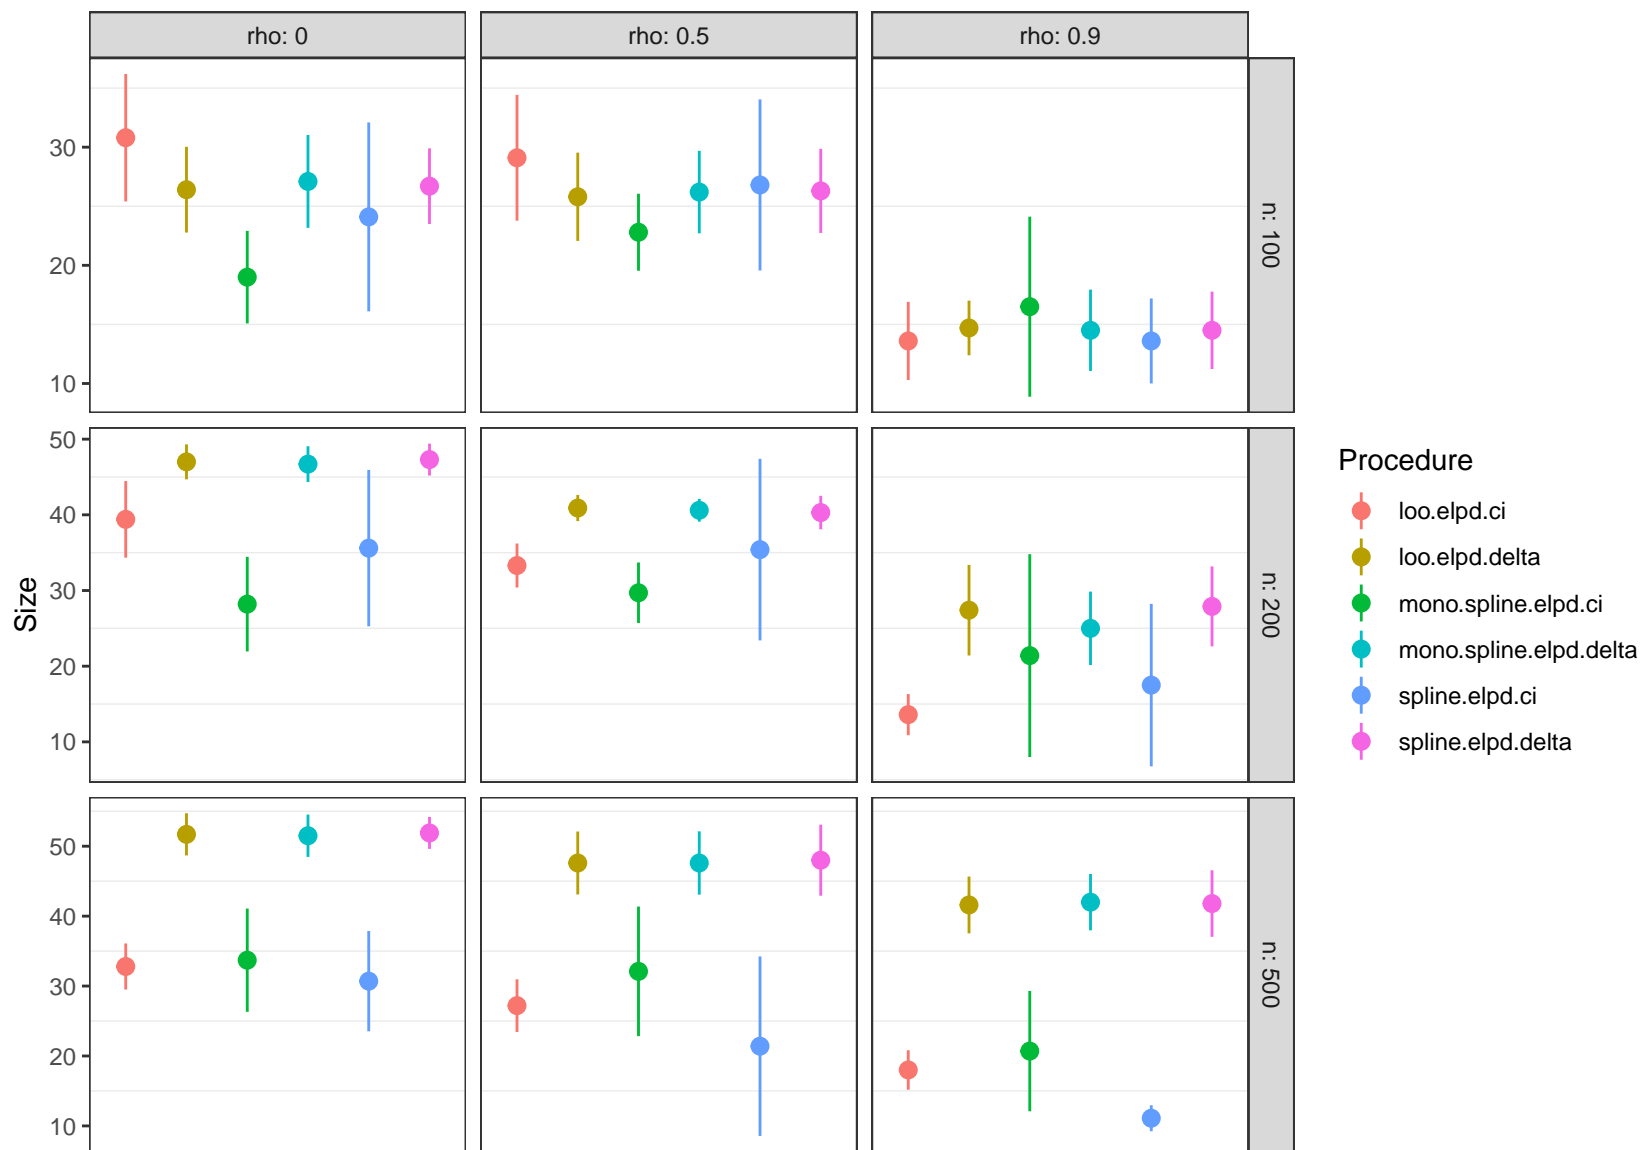 rho: 0
rho: 0.5
rho: 0.9
30
20
10
n: 100
50
40
30
20
10
n: 200
50
40
30
20
10
n: 500
Size
Procedure
loo.elpd.ci
loo.elpd.delta
mono.spline.elpd.ci
mono.spline.elpd.delta
spline.elpd.ci
spline.elpd.delta